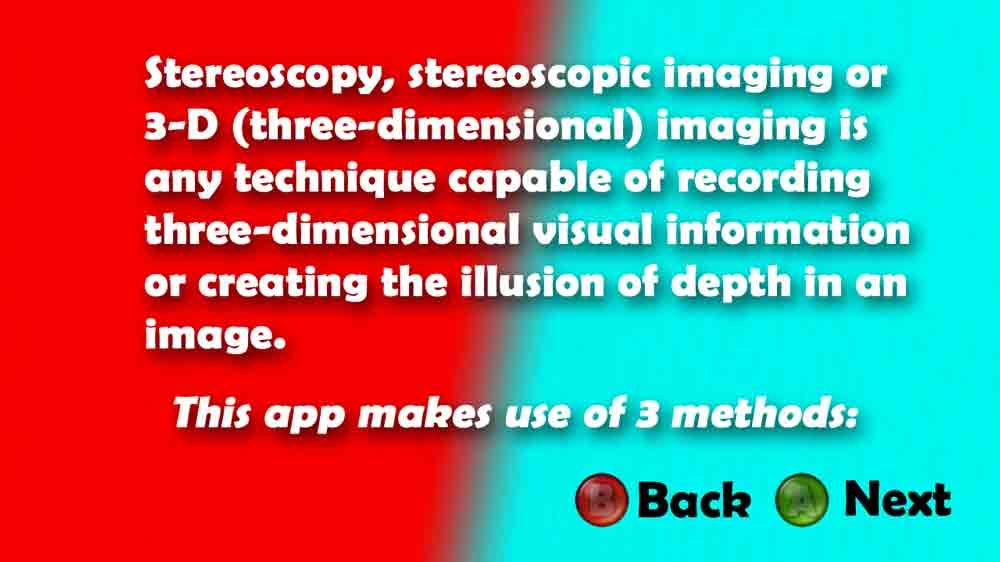 Stereoscopy, stereoscopic imaging or
3-D (three-dimensional) imaging is
any technique capable of recording
three-dimensional visual information
or creating the illusion of depth in an
image.
This app makes use of 3 methods:
B Back A Next